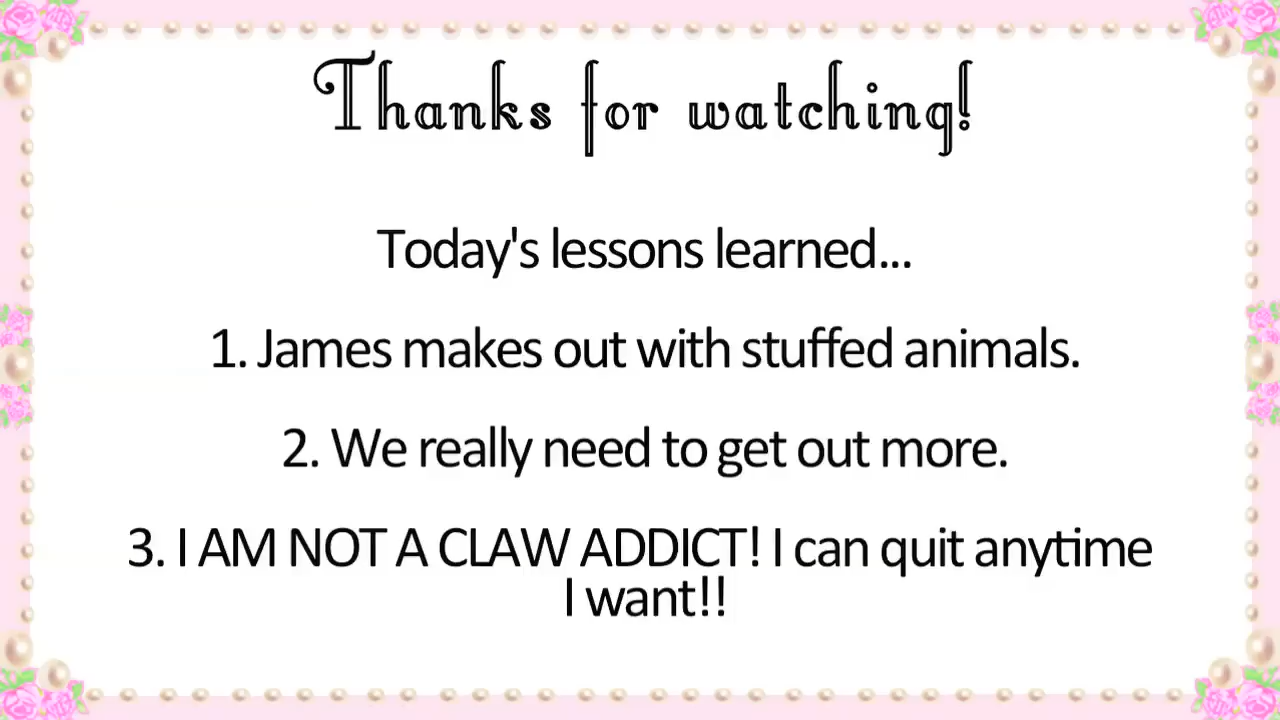 Thanks for watching!
Today's lessons learned...
1. James makes out with stuffed animals.
2. We really need to get out more.
3. I AM NOT A CLAW ADDICT! I can quit anytime
I want!!